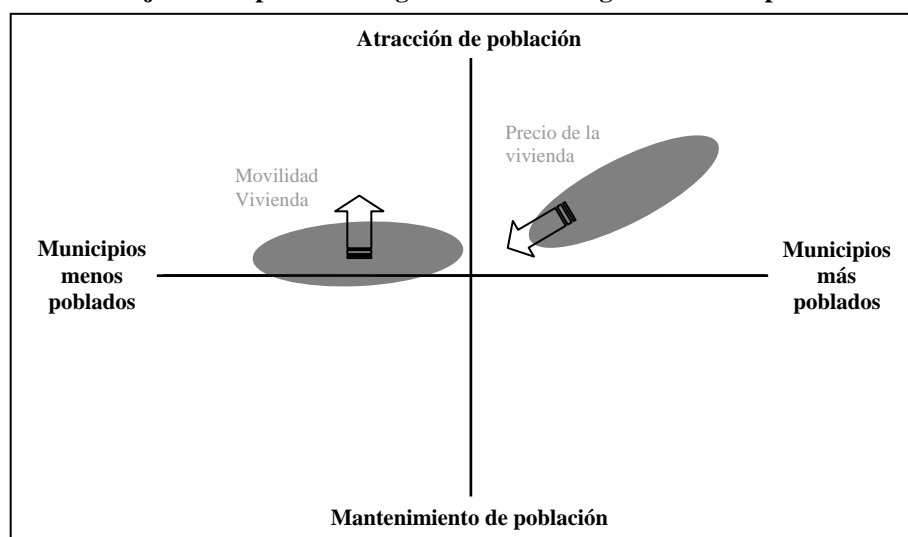 Atracción de población
Precio de la
vivienda
Movilidad
Vivienda
Municipios
menos
poblados
Municipios
más
poblados
Mantenimiento de población